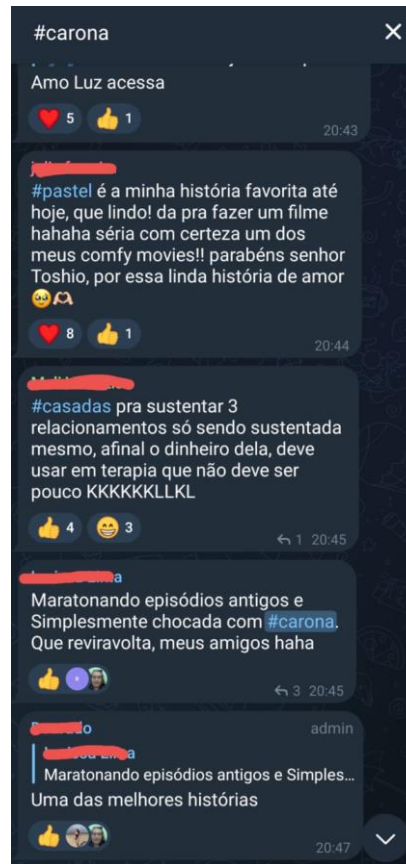 #carona
Amo Luz acessa
5 1
20:43
#pastel é a minha história favorita até
hoje, que lindo! da pra fazer um filme
hahaha séria com certeza um dos
meus comfy movies!! parabéns senhor
Toshio, por essa linda história de amor
🥹🫶🏻
8 1
20:44
#casadas pra sustentar 3
relacionamentos só sendo sustentada
mesmo, afinal o dinheiro dela, deve
usar em terapia que não deve ser
pouco KKKKKKLLKL
4 3
1 20:45
Maratonando episódios antigos e
Simplesmente chocada com #carona.
Que reviravolta, meus amigos haha
3 20:45
admin
Maratonando episódios antigos e Simples...
Uma das melhores histórias
20:47